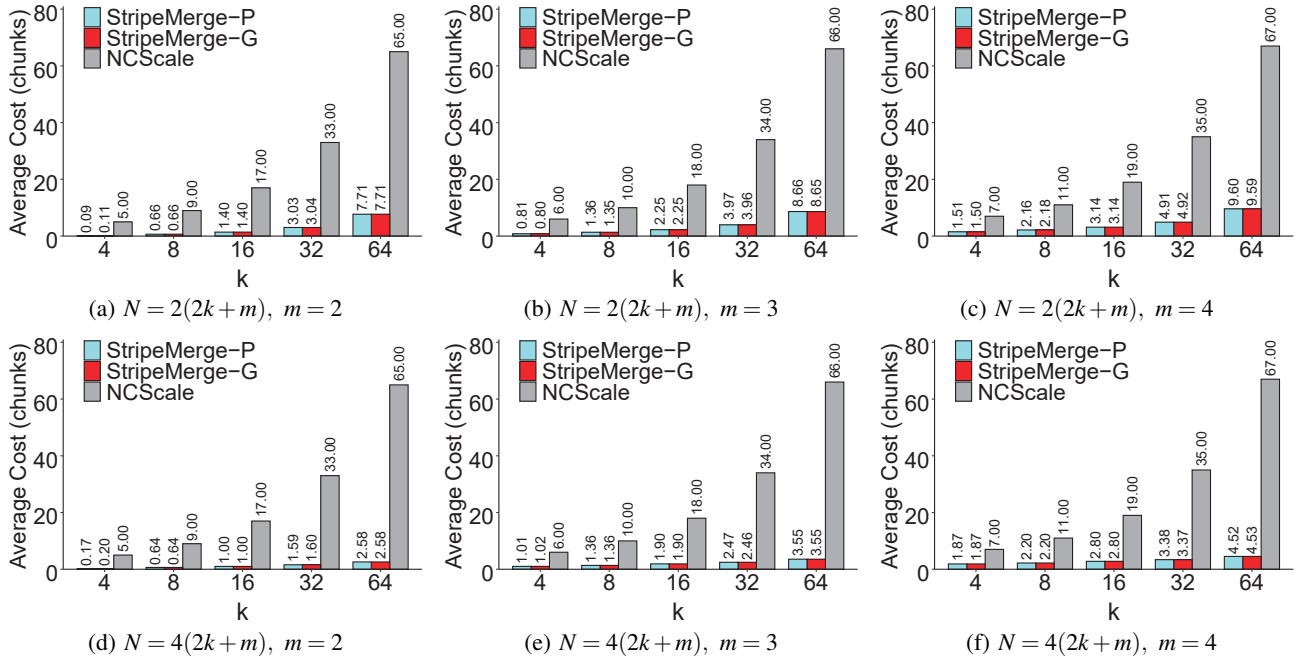 80
60
40
20
0
Average Cost (chunks)
StripeMerge−P
StripeMerge−G
NCScale
0.09
0.11
5.00
0.66
0.66
9.00
1.40
1.40
17.00
3.03
3.04
33.00
7.71
7.71
65.00
4 8 16 32 64
k
(a) N = 2(2k+m), m = 2
80
60
40
20
0
Average Cost (chunks)
StripeMerge−P
StripeMerge−G
NCScale
0.81
0.80
6.00
1.36
1.35
10.00
2.25
2.25
18.00
3.97
3.96
34.00
8.66
8.65
66.00
4 8 16 32 64
k
(b) N = 2(2k+m), m = 3
80
60
40
20
0
Average Cost (chunks)
StripeMerge−P
StripeMerge−G
NCScale
1.51
1.50
7.00
2.16
2.18
11.00
3.14
3.14
19.00
4.91
4.92
35.00
9.60
9.59
67.00
4 8 16 32 64
k
(c) N = 2(2k+m), m = 4
80
60
40
20
0
Average Cost (chunks)
StripeMerge−P
StripeMerge−G
NCScale
0.17
0.20
5.00
0.64
0.64
9.00
1.00
1.00
17.00
1.59
1.60
33.00
2.58
2.58
65.00
4 8 16 32 64
k
(d) N = 4(2k+m), m = 2
80
60
40
20
0
Average Cost (chunks)
StripeMerge−P
StripeMerge−G
NCScale
1.01
1.02
6.00
1.36
1.36
10.00
1.90
1.90
18.00
2.47
2.46
34.00
3.55
3.55
66.00
4 8 16 32 64
k
(e) N = 4(2k+m), m = 3
80
60
40
20
0
Average Cost (chunks)
StripeMerge−P
StripeMerge−G
NCScale
1.87
1.87
7.00
2.20
2.20
11.00
2.80
2.80
19.00
3.38
3.37
35.00
4.52
4.53
67.00
4 8 16 32 64
k
(f) N = 4(2k+m), m = 4